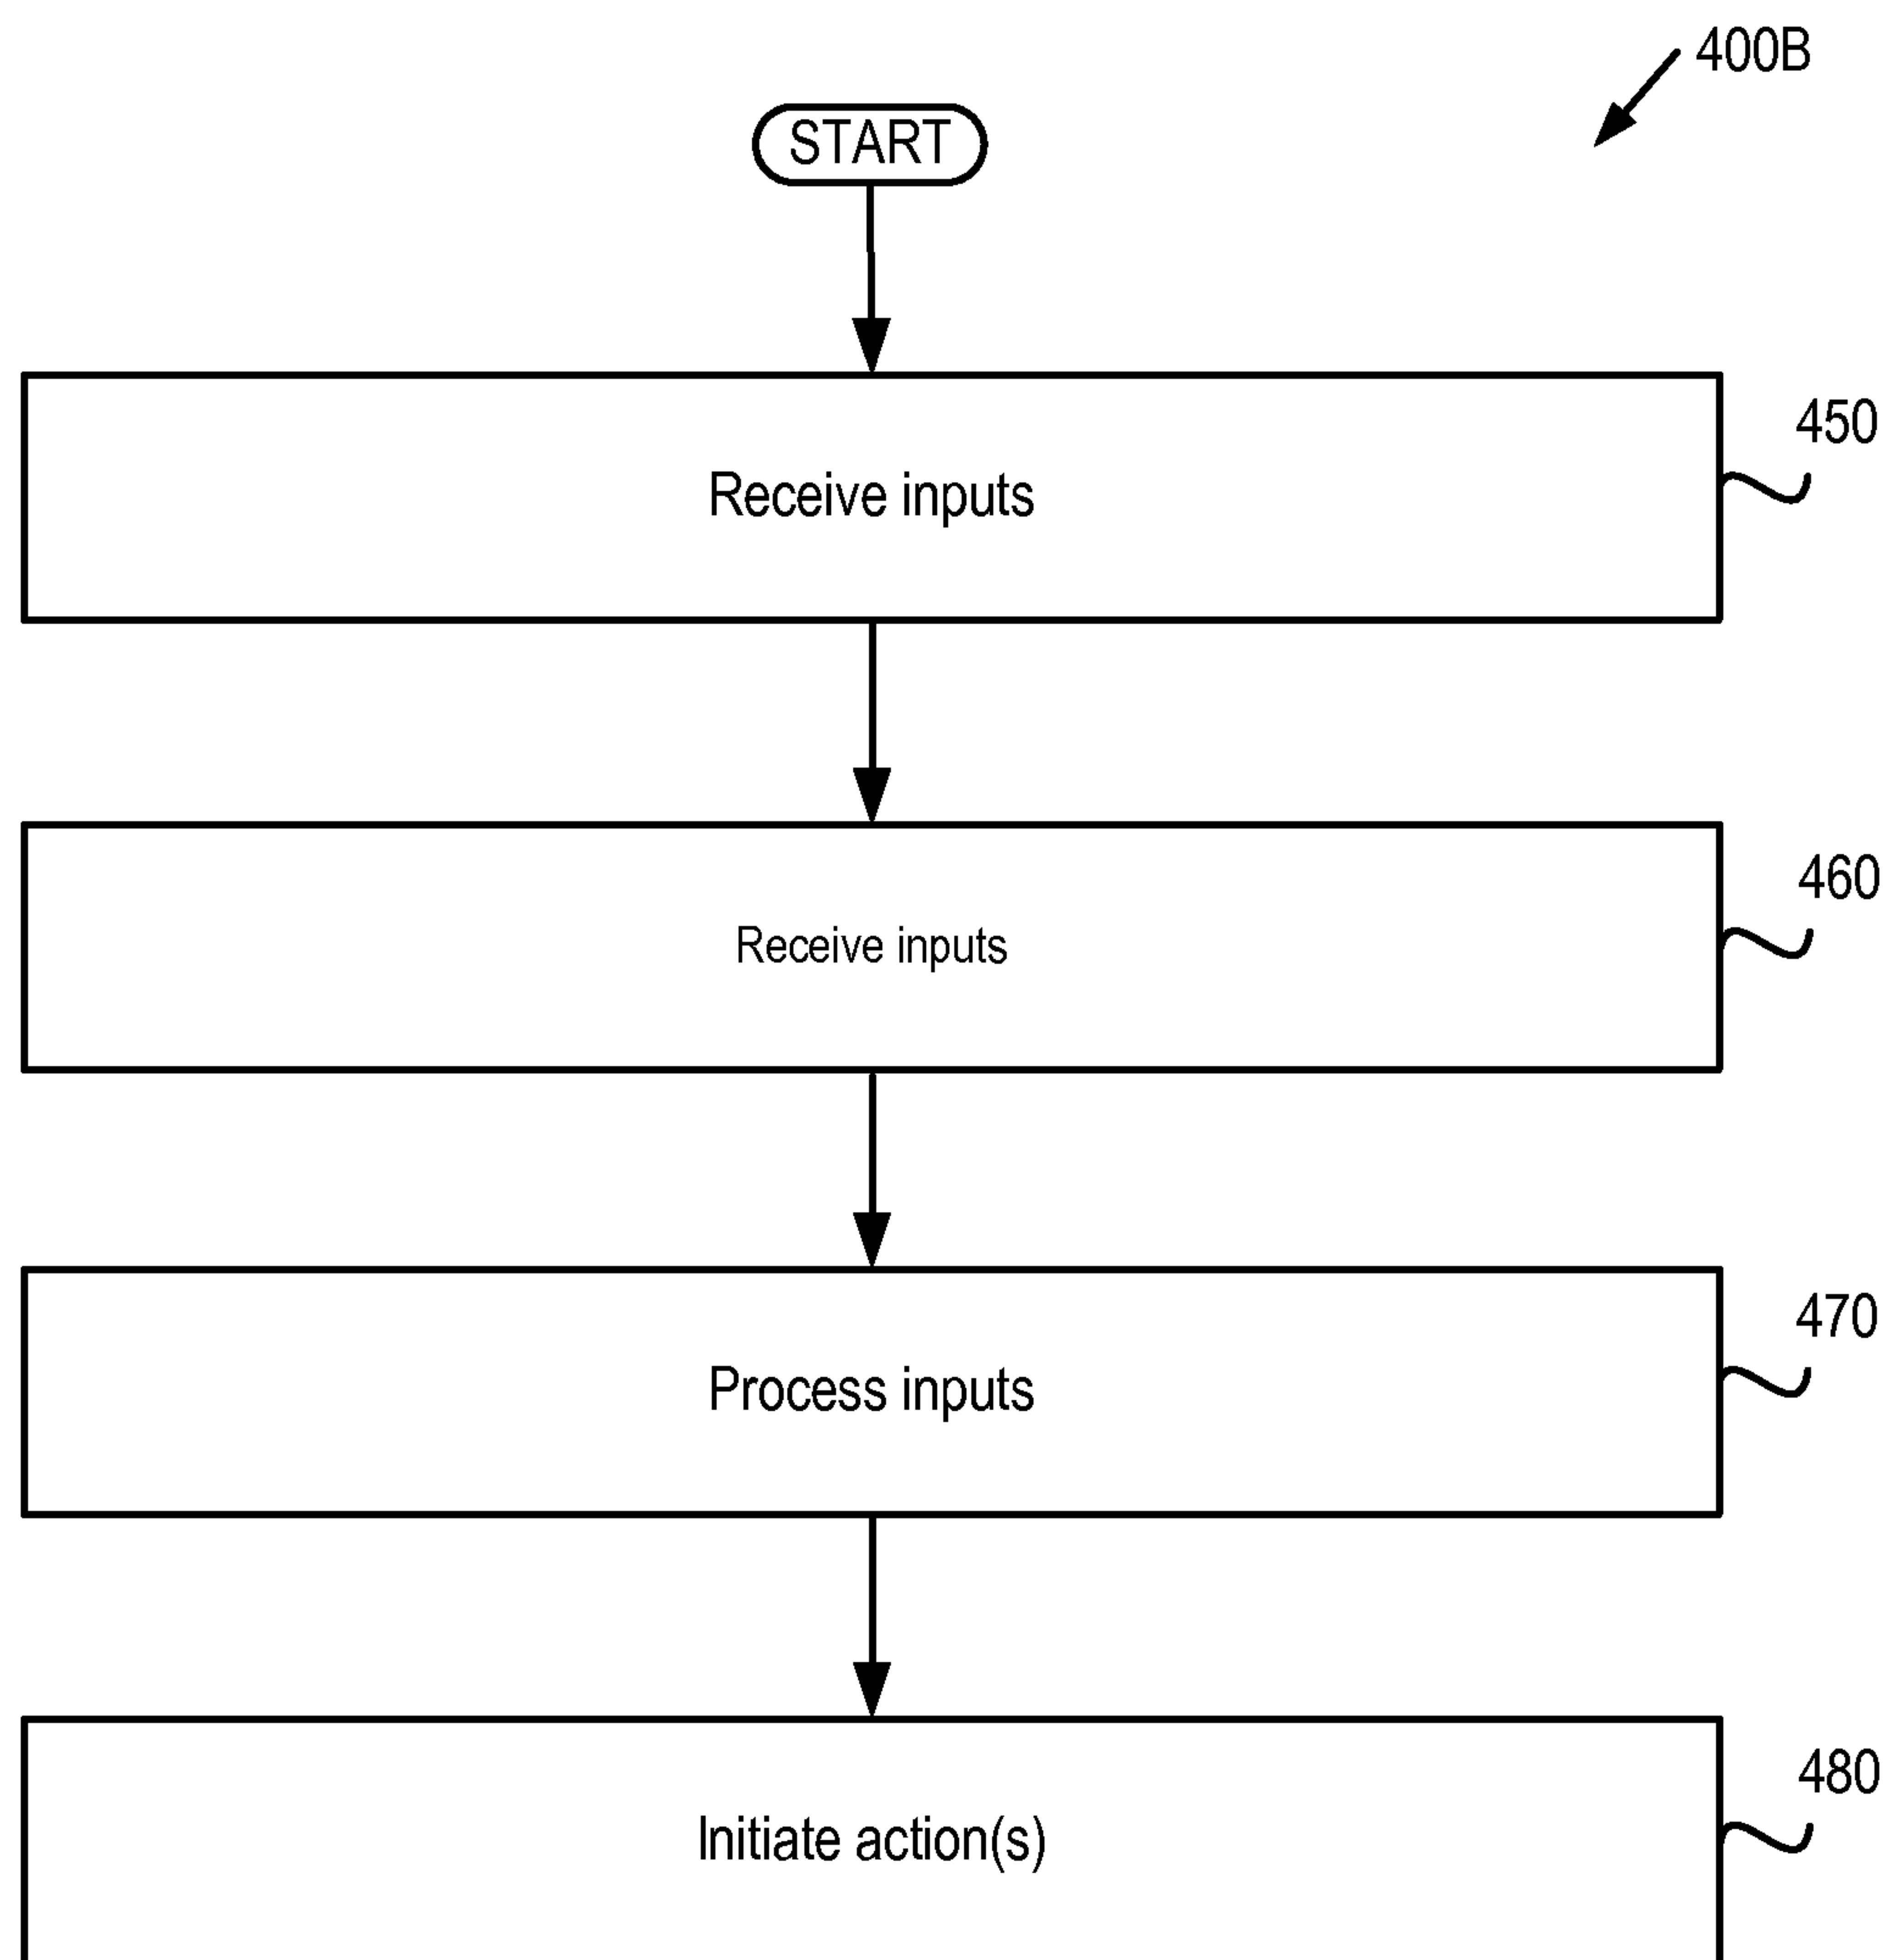 400B
START
Receive inputs
450
Receive inputs
460
Process inputs
470
Initiate action(s)
480